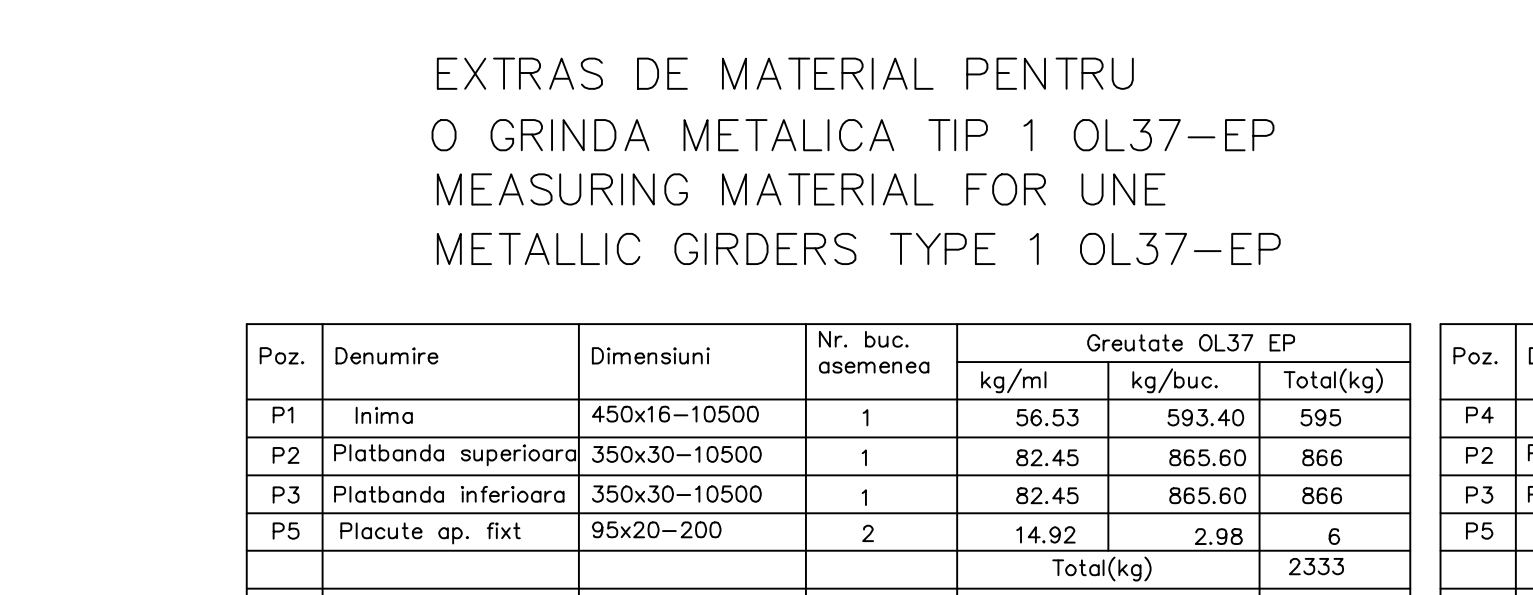 EXTRAS DE MATERIAL PENTRU
O GRINDA METALICA TIP 1 OL37-EP
MEASURING MATERIAL FOR UNE
METALLIC GIRDERS TYPE 1 OL37-EP
Poz. Denumire Dimensiuni Nr. buc. asemenea Greutate OL37 EP Poz.
kg/ml kg/buc. Total(kg)
P1 Inima 450x16-10500 1 56.53 593.40 595 P4
P2 Platbanda superioara 350x30-10500 1 82.45 865.60 866 P2
P3 Platbanda inferioara 350x30-10500 1 82.45 865.60 866 P3
P5 Placute ap. fixt 95x20-200 2 14.92 2.98 6 P5
Total(kg) 2333